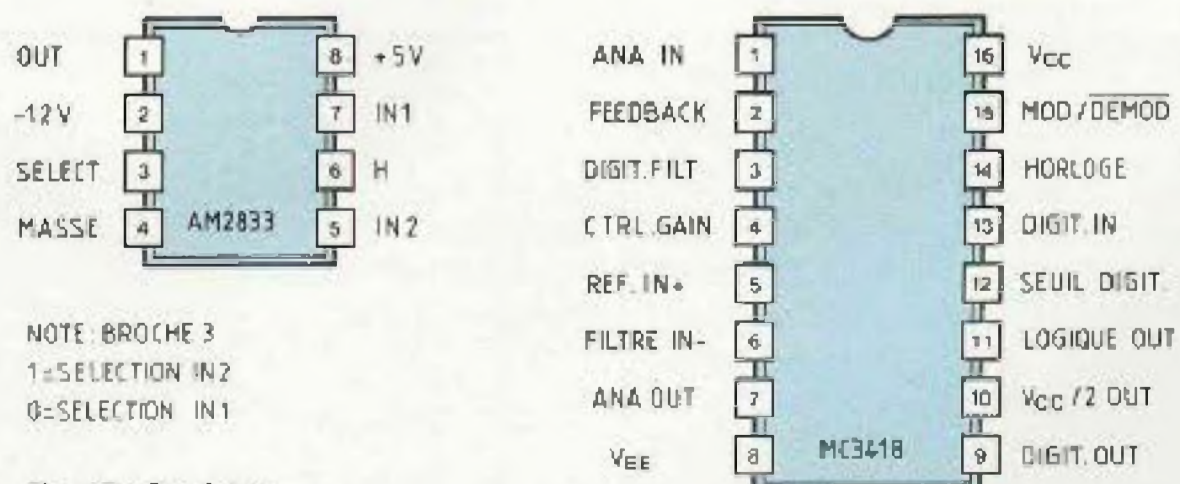 OUT 1 8 +5V
-12V 2 7 IN1
SELECT 3 6 H
MASSE 4 5 IN2
AM2833
NOTE: BROCHE 3
1=SELECTION IN2
0=SELECTION IN1
ANA IN 1 16 VCC
FEEDBACK 2 15 MOD/DEMOD
DIGIT.FILT 3 14 HORLOGE
CTRL.GAIN 4 13 DIGIT.IN
REF.IN+ 5 12 SEUIL DIGIT.
FILTRE IN- 6 11 LOGIQUE OUT
ANA OUT 7 10 VCC/2 OUT
VEE 8 9 DIGIT.OUT
MC3418